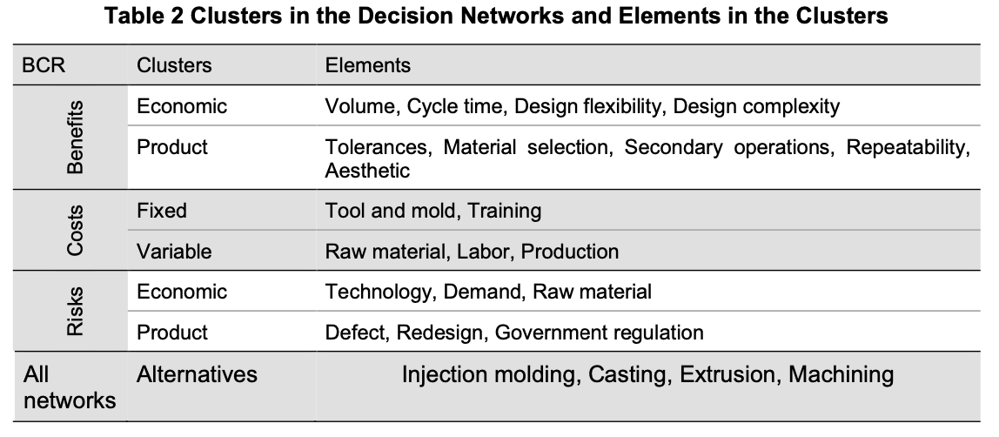 Table 2 Clusters in the Decision Networks and Elements in the Clusters
BCR Clusters Elements
Benefits
Economic Volume, Cycle time, Design flexibility, Design complexity
Product Tolerances, Material selection, Secondary operations, Repeatability,
Aesthetic
Costs
Fixed Tool and mold, Training
Variable Raw material, Labor, Production
Risks
Economic Technology, Demand, Raw material
Product Defect, Redesign, Government regulation
All Alternatives Injection molding, Casting, Extrusion, Machining
networks